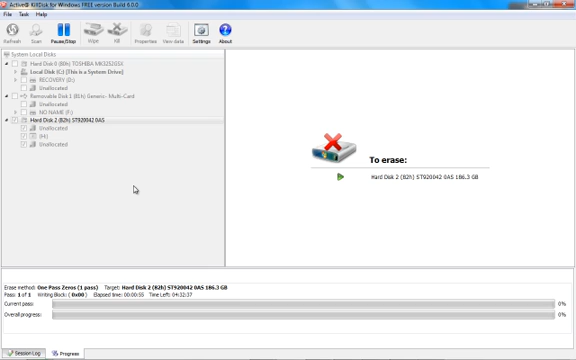 Active@ KillDisk for Windows FREE version Build 6.0.0
File Task Help
Refresh Scan Pause/Stop Wipe Kill Properties View data Settings About
System Local Disks
Hard Disk 0 (80h) TOSHIBA MK3252GSX
Local Disk (C:) [This is a System Drive]
RECOVERY (D:)
Unallocated
Removable Disk 1 (81h) Generic- Multi-Card
Unallocated
NO NAME (F:)
Hard Disk 2 (82h) ST920042 0AS
Unallocated
(H:)
Unallocated
To erase:
Hard Disk 2 (82h) ST920042 0AS 186.3 GB
Erase method: One Pass Zeros (1 pass) Target: Hard Disk 2 (82h) ST920042 0AS 186.3 GB
Pass: 1 of 1 Writing Block: ( 0x00 ) Elapsed time: 00:00:55 Time Left: 04:32:37
Current pass: 0%
Overall progress: 0%
Session Log Progress